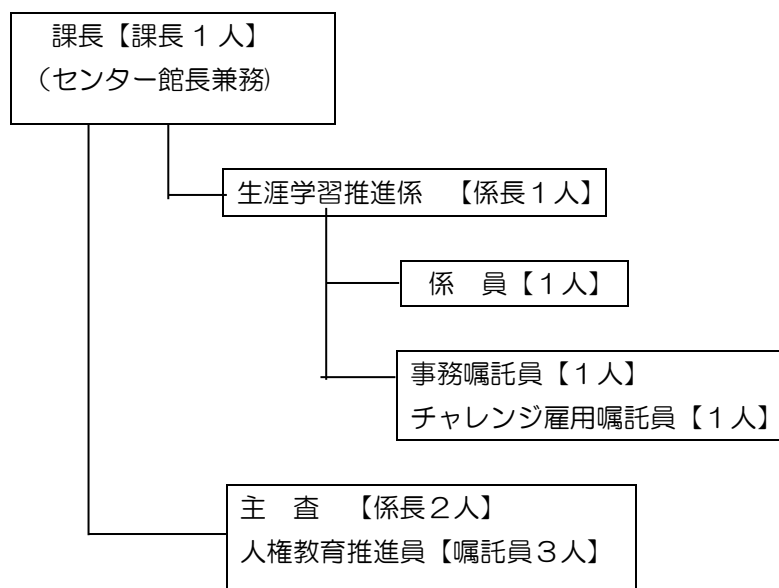 課長【課長１人】
（センター館長兼務)
生涯学習推進係　【係長１人】
係　員【１人】
事務嘱託員【１人】
チャレンジ雇用嘱託員【１人】
主　査　【係長２人】
人権教育推進員【嘱託員３人】